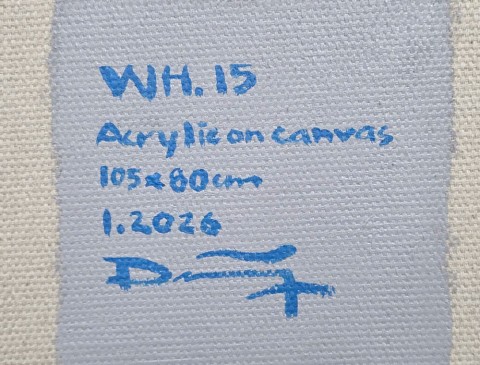 WH.15
Acrylic on canvas
105x80cm
1.2026